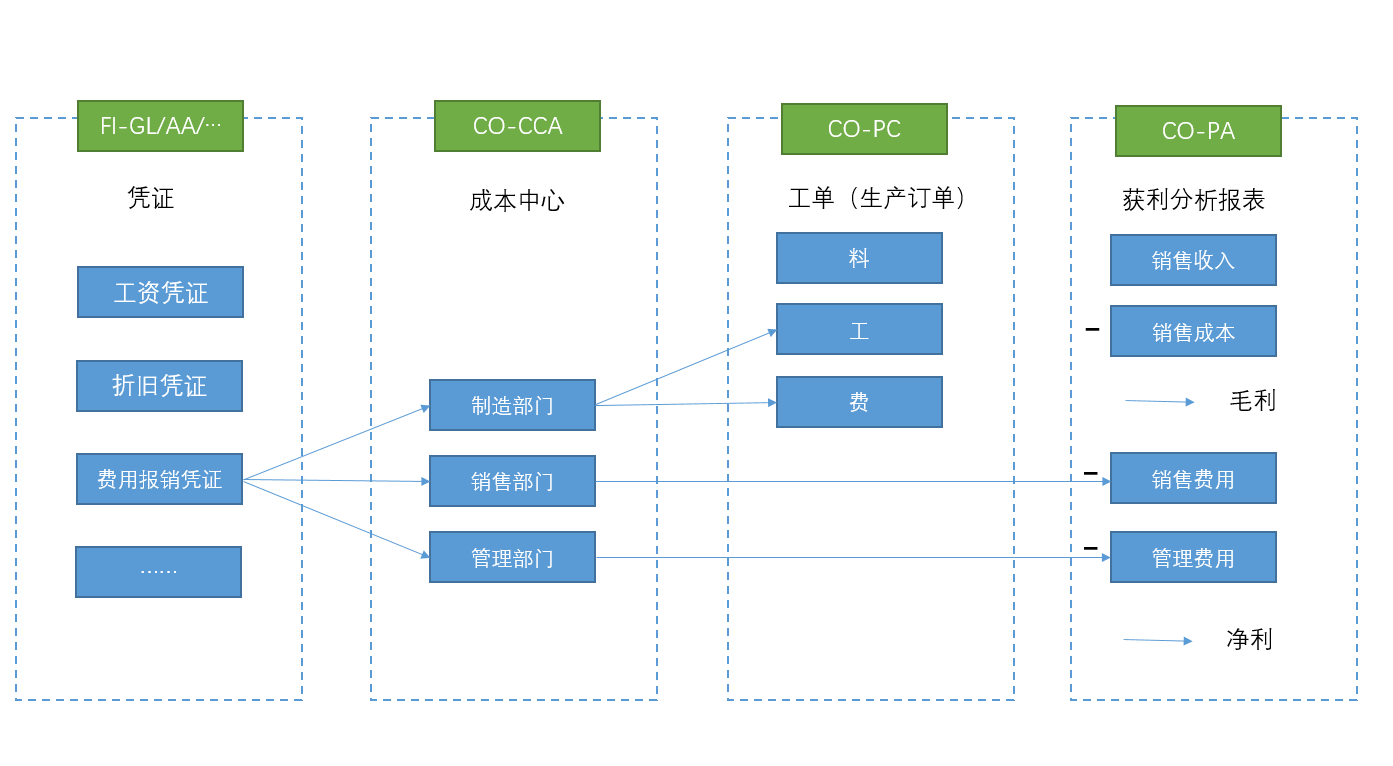 FI-GL/AA/…
凭证
工资凭证
折旧凭证
费用报销凭证
……
CO-CCA
成本中心
制造部门
销售部门
管理部门
CO-PC
工单（生产订单）
料
工
费
CO-PA
获利分析报表
销售收入
- 销售成本
毛利
- 销售费用
- 管理费用
净利